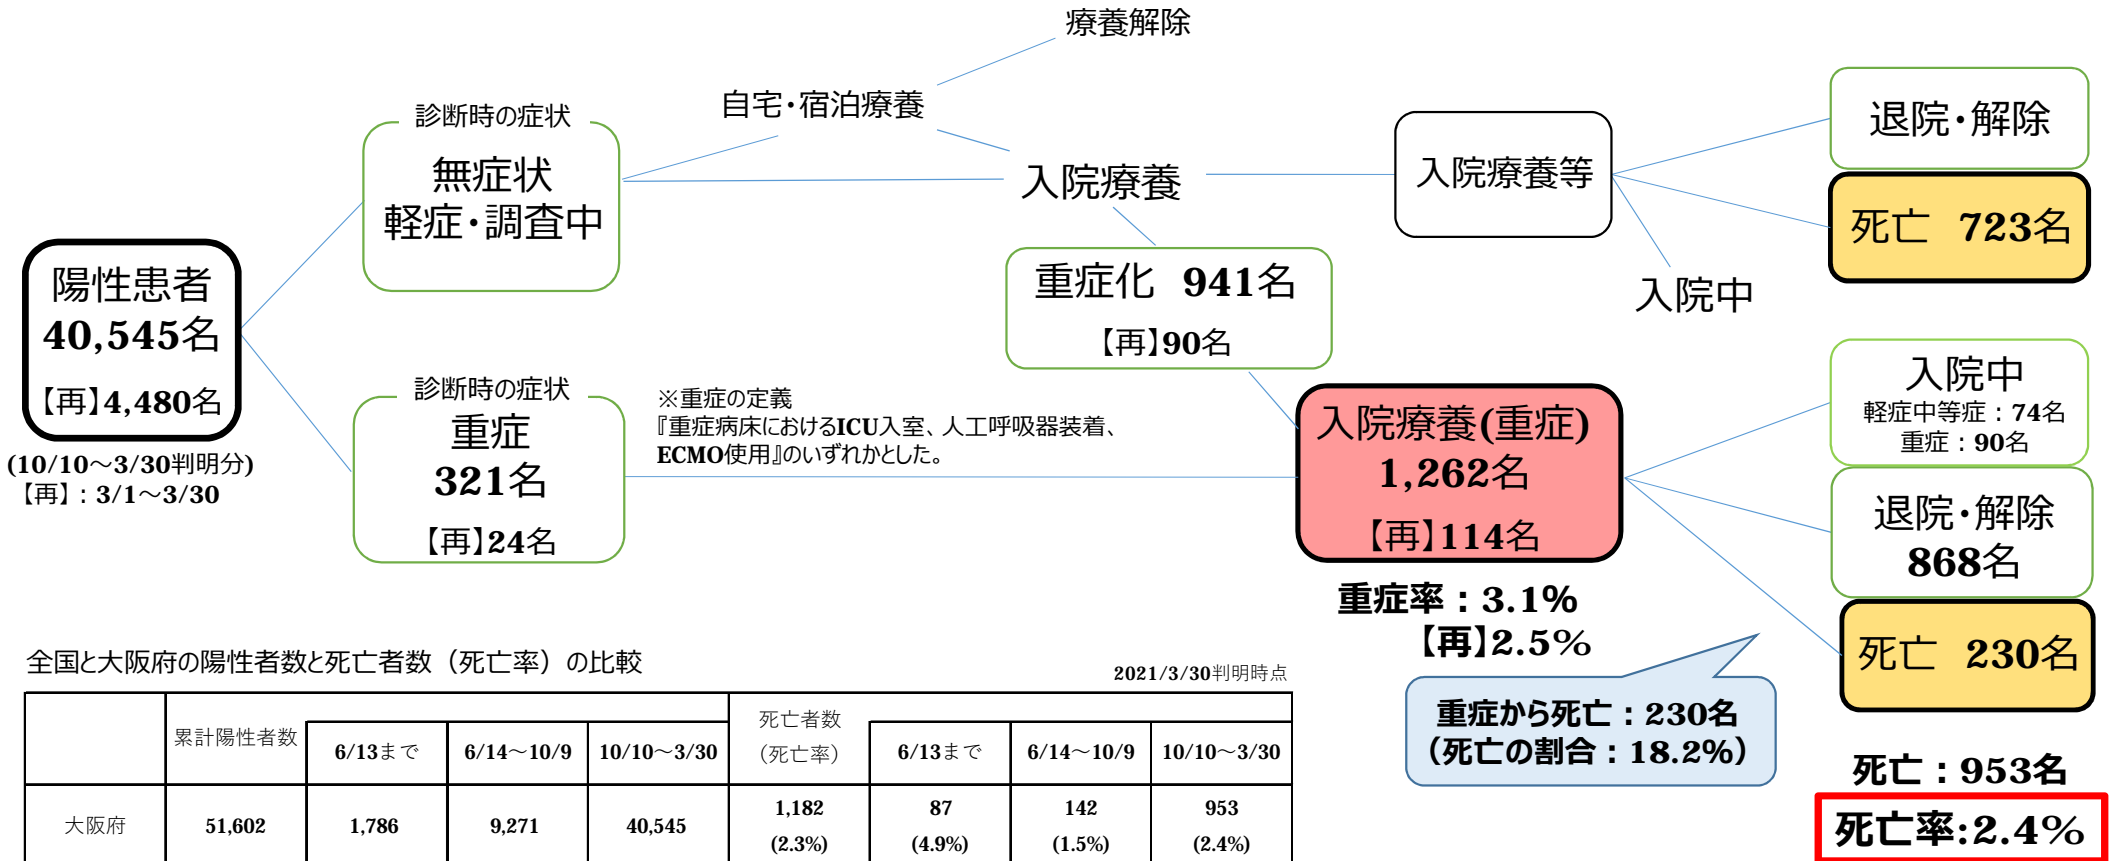 療養解除
自宅・宿泊療養
診断時の症状
無症状
軽症・調査中
入院療養
入院療養等
退院・解除
死亡 723名
入院中
陽性患者
40,545名
【再】4,480名
(10/10～3/30判明分)
【再】：3/1～3/30
重症化 941名
【再】90名
診断時の症状
重症
321名
【再】24名
※重症の定義
『重症病床におけるICU入室、人工呼吸器装着、
ECMO使用』のいずれかとした。
入院療養(重症)
1,262名
【再】114名
重症率：3.1%
【再】2.5%
入院中
軽症中等症：74名
重症：90名
退院・解除
868名
死亡 230名
重症から死亡：230名
（死亡の割合：18.2%）
死亡：953名
死亡率:2.4%
全国と大阪府の陽性者数と死亡者数（死亡率）の比較
2021/3/30判明時点
累計陽性者数 6/13まで 6/14～10/9 10/10～3/30 死亡者数 6/13まで 6/14～10/9 10/10～3/30
（死亡率）
大阪府 51,602 1,786 9,271 40,545 1,182 87 142 953
(2.3%) (4.9%) (1.5%) (2.4%)